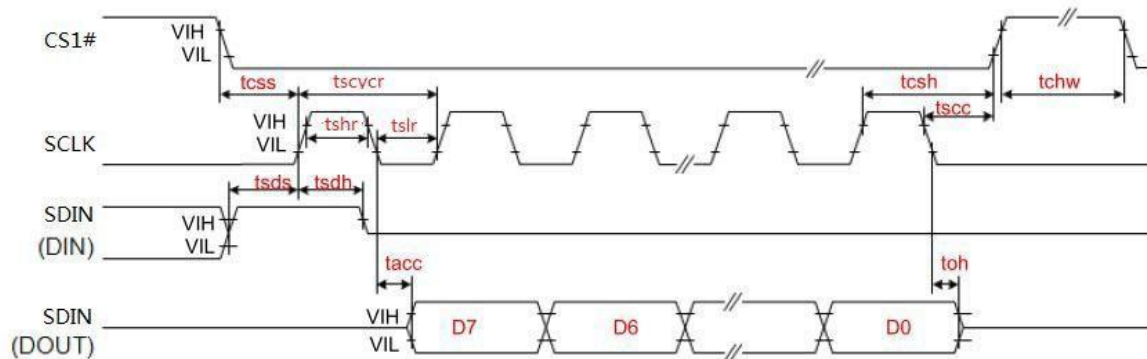 CS1#
VIH
VIL
tcss
tscycr
tcsh
tchw
tscc
SCLK
VIH
VIL
tshr
tslr
tsds
tsdh
SDIN
(DIN)
VIH
VIL
tacc
toh
SDIN
(DOUT)
VIH
VIL
D7
D6
D0